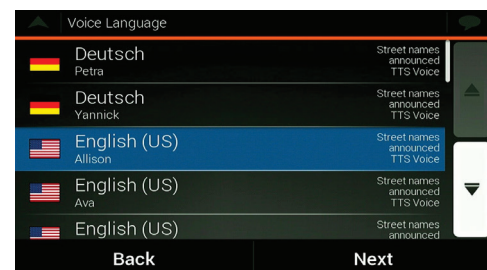 Voice Language
Deutsch
Petra
Street names
announced
TTS Voice
Deutsch
Yannick
Street names
announced
TTS Voice
English (US)
Allison
Street names
announced
TTS Voice
English (US)
Ava
Street names
announced
TTS Voice
English (US)
Street names
announced
Back
Next